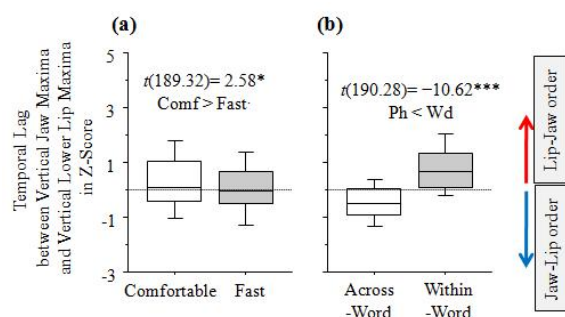 (a)
(b)
Temporal Lag
between Vertical Jaw Maxima
and Vertical Lower Lip Maxima
in Z-Score
5
3
1
-1
-3
t(189.32)= 2.58*
Comf > Fast
t(190.28)= −10.62***
Ph < Wd
Comfortable
Fast
Across
-Word
Within
-Word
Lip-Jaw order
Jaw-Lip order